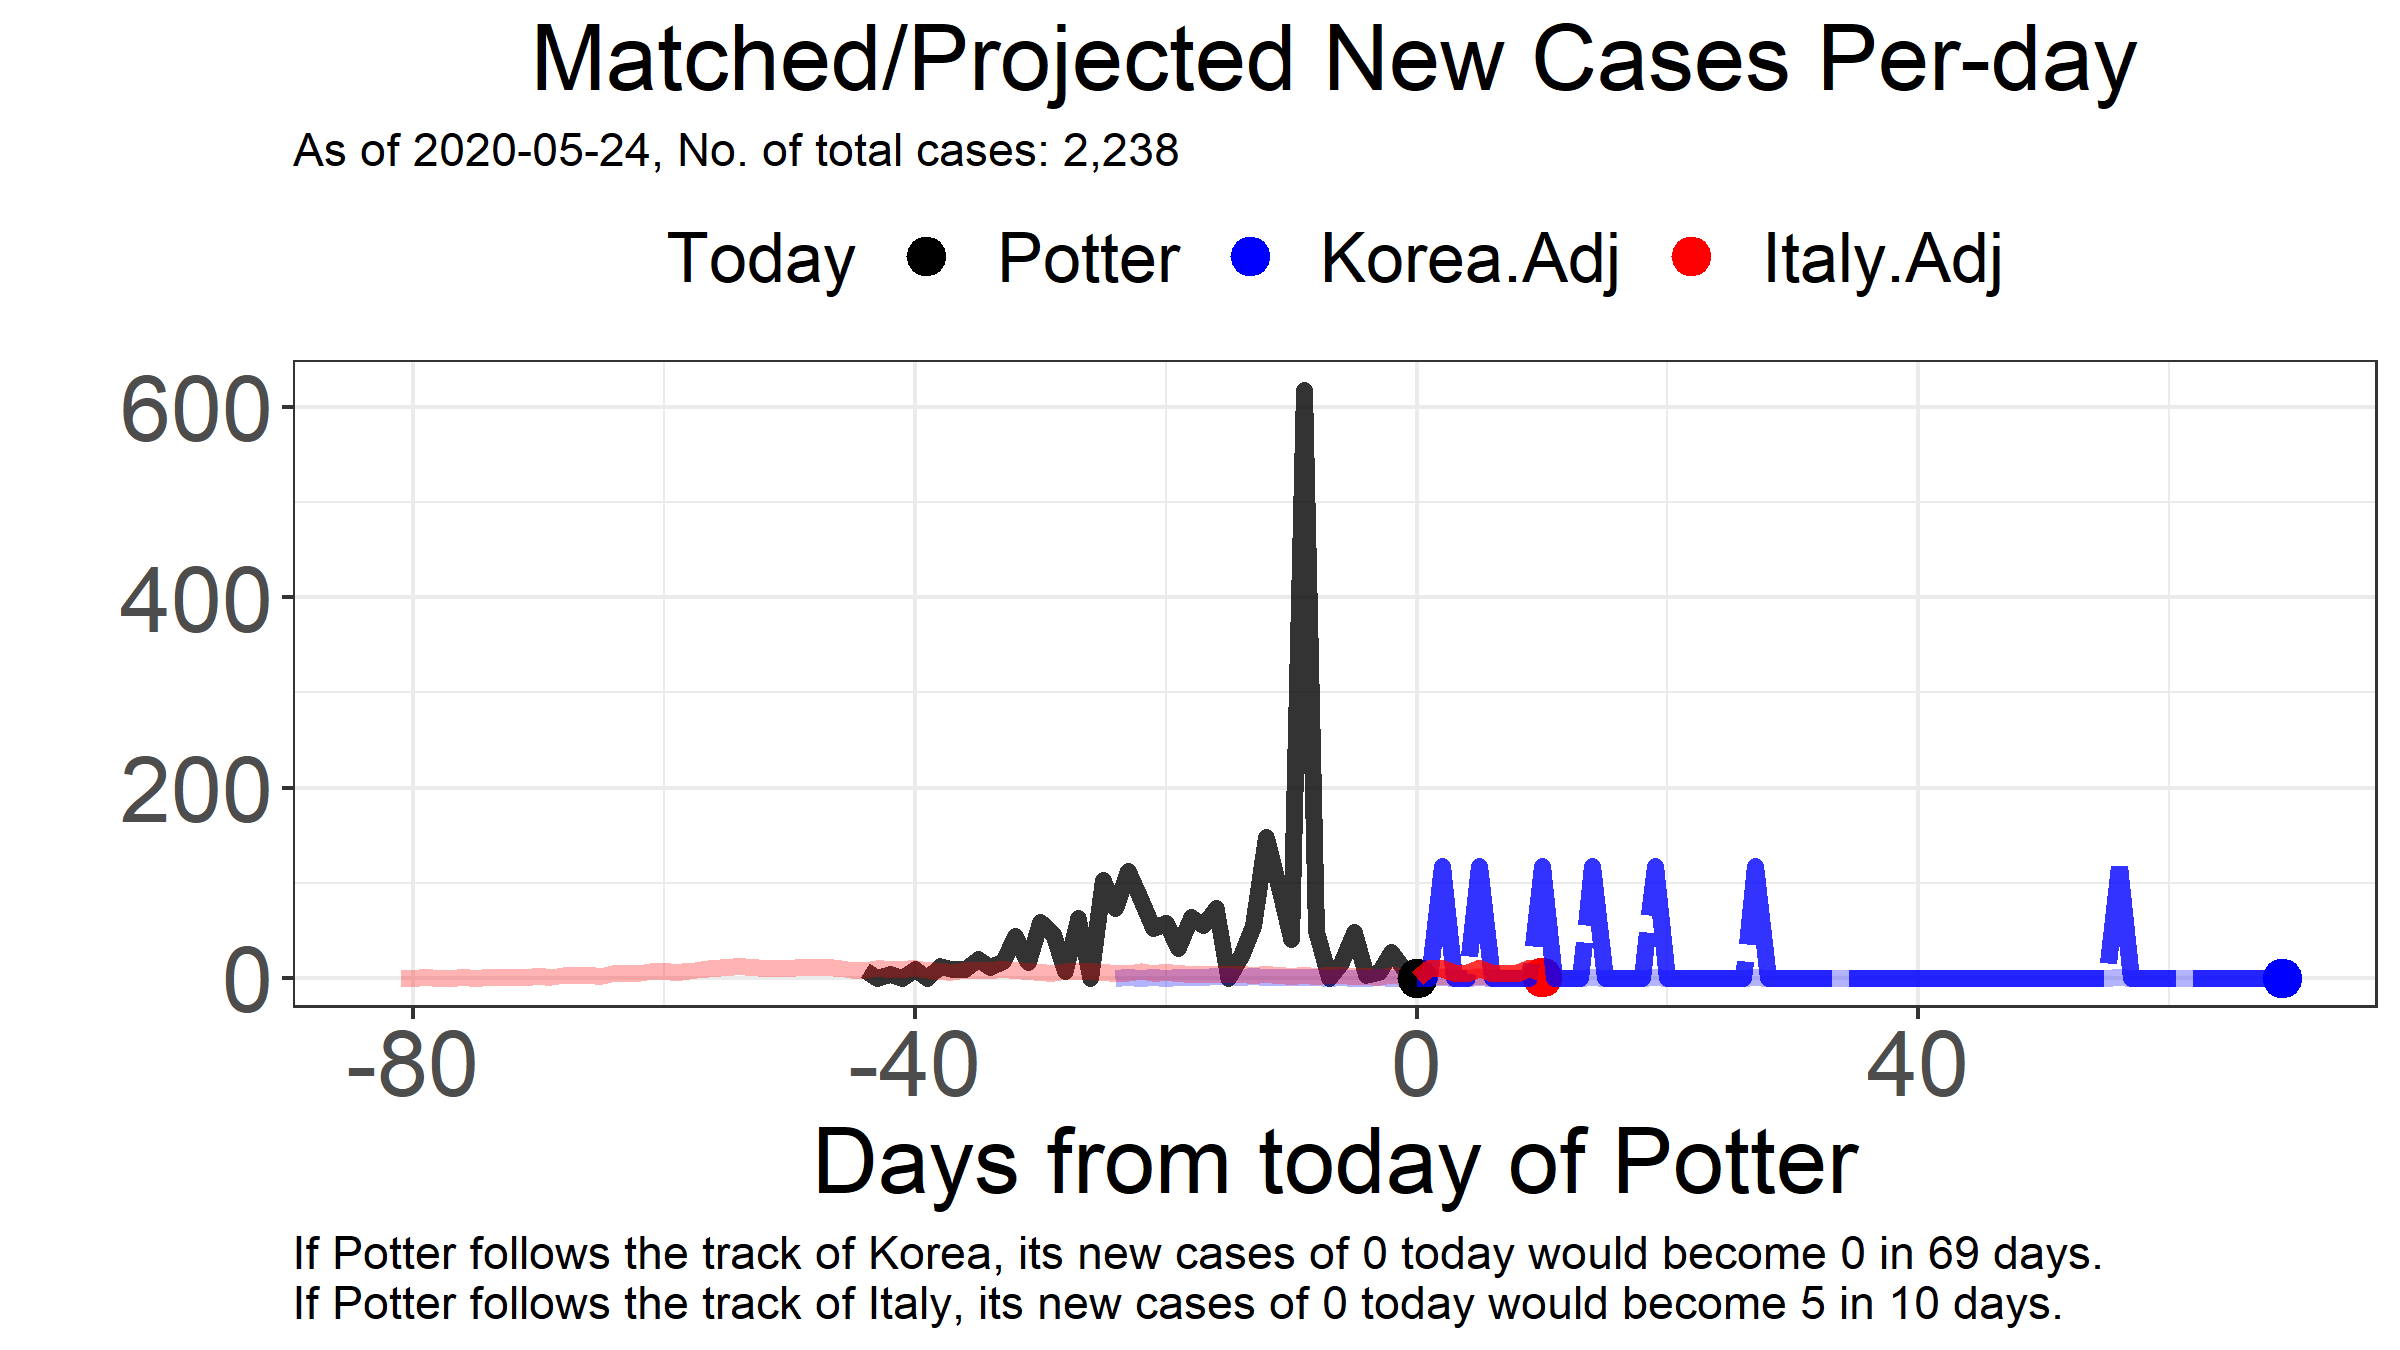 Matched/Projected New Cases Per-day
As of 2020-05-24, No. of total cases: 2,238
Today Potter Korea.Adj Italy.Adj
600
400
200
0
-80 -40 0 40
Days from today of Potter
If Potter follows the track of Korea, its new cases of 0 today would become 0 in 69 days.
If Potter follows the track of Italy, its new cases of 0 today would become 5 in 10 days.